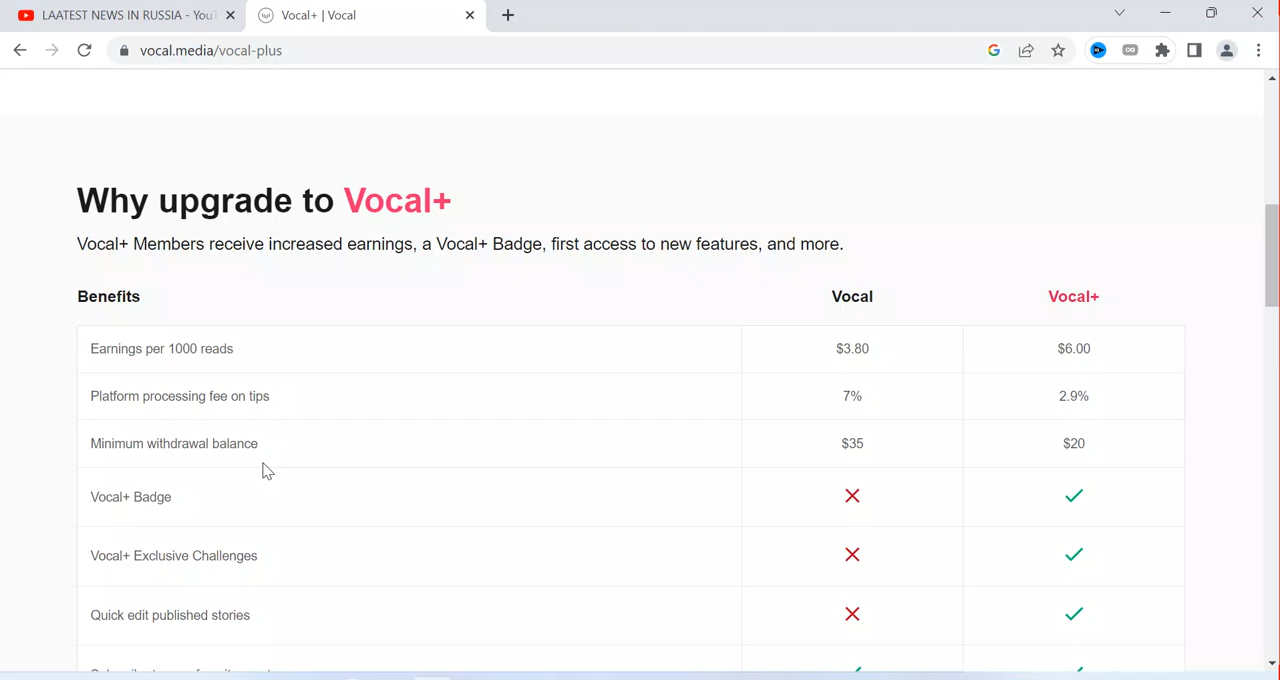 LAATEST NEWS IN RUSSIA - YouT
Vocal+ | Vocal
vocal.media/vocal-plus
Why upgrade to Vocal+
Vocal+ Members receive increased earnings, a Vocal+ Badge, first access to new features, and more.
Benefits Vocal Vocal+
Earnings per 1000 reads $3.80 $6.00
Platform processing fee on tips 7% 2.9%
Minimum withdrawal balance $35 $20
Vocal+ Badge
Vocal+ Exclusive Challenges
Quick edit published stories